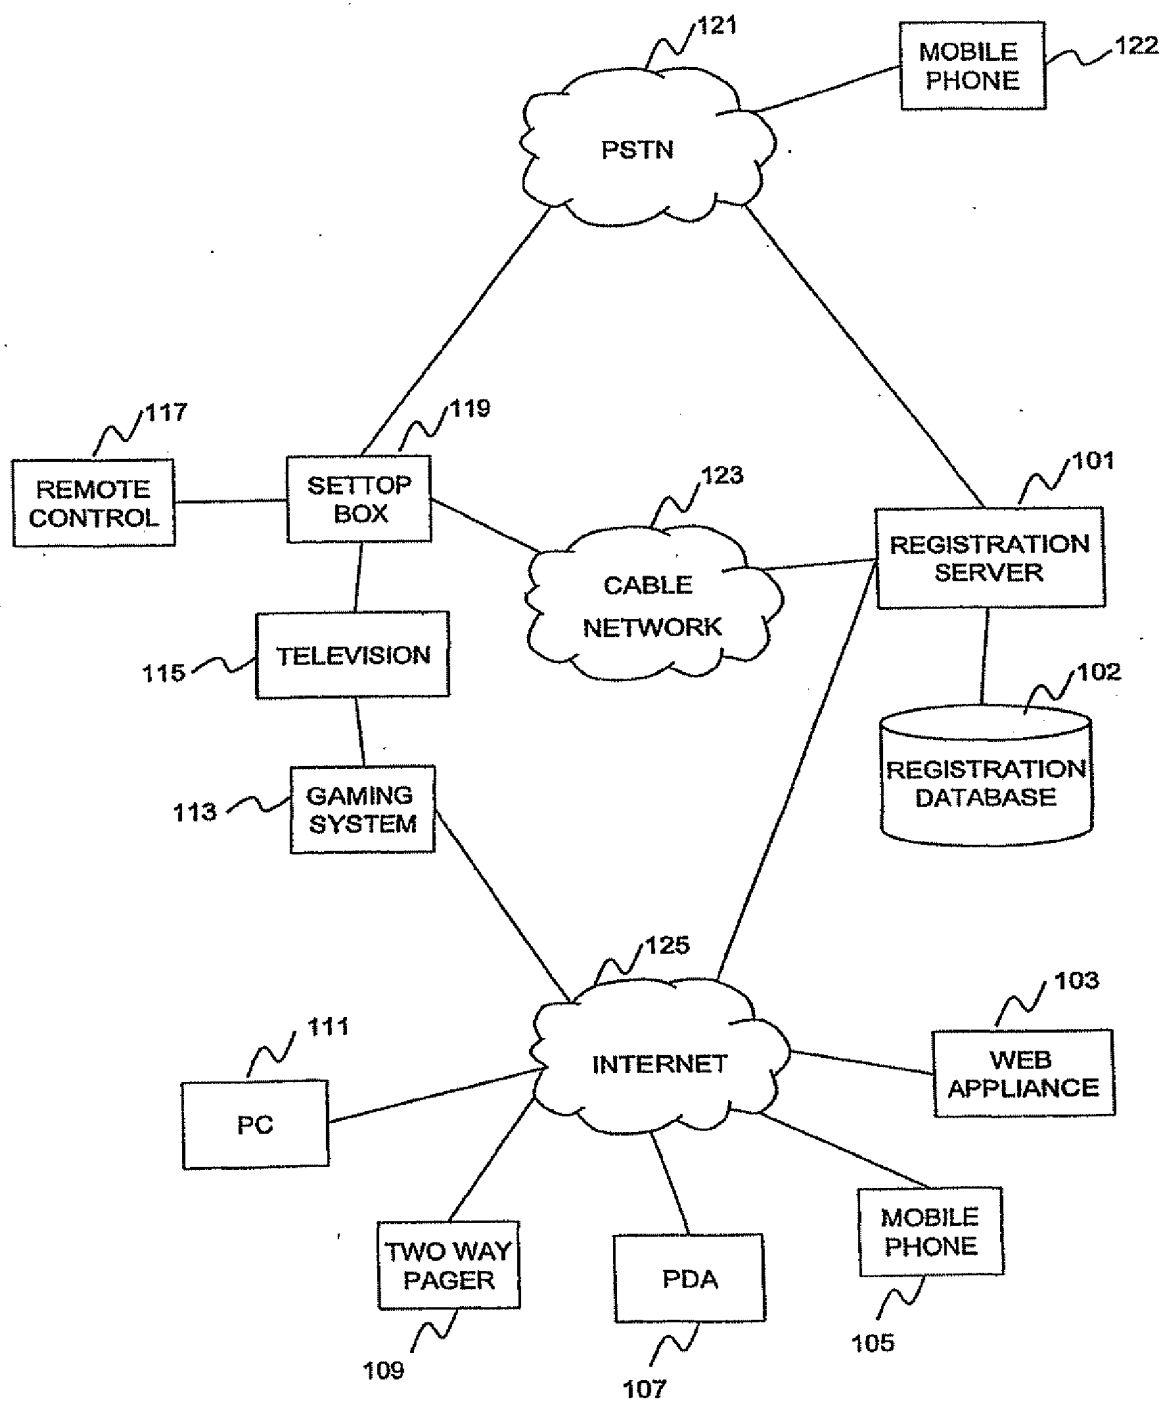 121
MOBILE
PHONE
122
PSTN
117
119
REMOTE
CONTROL
SETTOP
BOX
123
101
REGISTRATION
SERVER
CABLE
NETWORK
115
TELEVISION
102
REGISTRATION
DATABASE
113
GAMING
SYSTEM
125
103
INTERNET
WEB
APPLIANCE
111
PC
TWO WAY
PAGER
109
PDA
107
MOBILE
PHONE
105